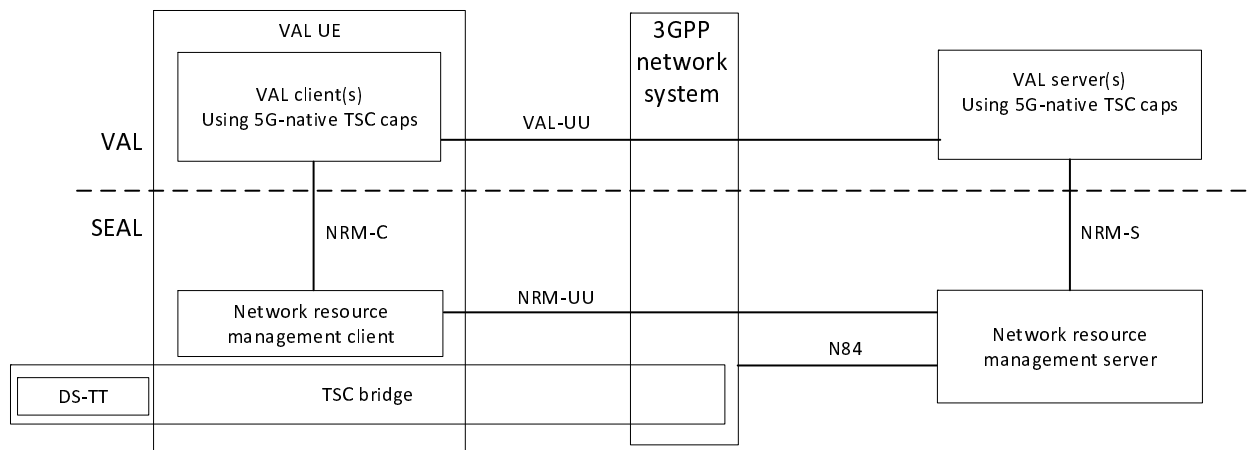 VAL UE
3GPP
network
system
VAL client(s)
Using 5G-native TSC caps
VAL server(s)
Using 5G-native TSC caps
VAL-UU
VAL
SEAL
NRM-C
NRM-S
NRM-UU
Network resource
management client
Network resource
management server
N84
DS-TT
TSC bridge